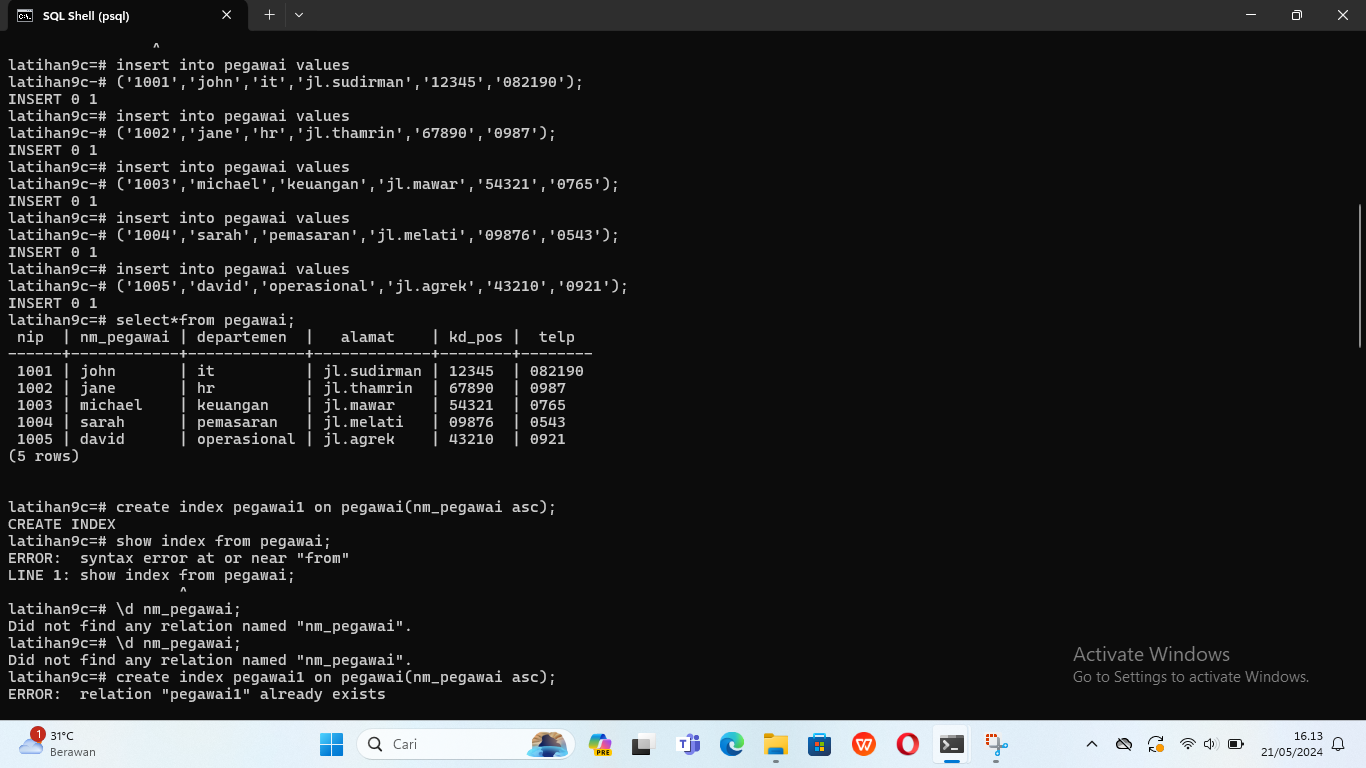 SQL Shell (psql)
^
latihan9c=# insert into pegawai values
latihan9c-# ('1001','john','it','jl.sudirman','12345','082190');
INSERT 0 1
latihan9c=# insert into pegawai values
latihan9c-# ('1002','jane','hr','jl.thamrin','67890','0987');
INSERT 0 1
latihan9c=# insert into pegawai values
latihan9c-# ('1003','michael','keuangan','jl.mawar','54321','0765');
INSERT 0 1
latihan9c=# insert into pegawai values
latihan9c-# ('1004','sarah','pemasaran','jl.melati','09876','0543');
INSERT 0 1
latihan9c=# insert into pegawai values
latihan9c-# ('1005','david','operasional','jl.agrek','43210','0921');
INSERT 0 1
latihan9c=# select*from pegawai;
 nip  | nm_pegawai | departemen  |   alamat    | kd_pos |  telp
------+------------+-------------+-------------+--------+--------
 1001 | john       | it          | jl.sudirman | 12345  | 082190
 1002 | jane       | hr          | jl.thamrin  | 67890  | 0987
 1003 | michael    | keuangan    | jl.mawar    | 54321  | 0765
 1004 | sarah      | pemasaran   | jl.melati   | 09876  | 0543
 1005 | david      | operasional | jl.agrek    | 43210  | 0921
(5 rows)
latihan9c=# create index pegawai1 on pegawai(nm_pegawai asc);
CREATE INDEX
latihan9c=# show index from pegawai;
ERROR:  syntax error at or near "from"
LINE 1: show index from pegawai;
^
latihan9c=# \d nm_pegawai;
Did not find any relation named "nm_pegawai".
latihan9c=# \d nm_pegawai;
Did not find any relation named "nm_pegawai".
latihan9c=# create index pegawai1 on pegawai(nm_pegawai asc);
ERROR:  relation "pegawai1" already exists
Activate Windows
Go to Settings to activate Windows.
1
31°C
Berawan
Cari
PRE
16.13
21/05/2024